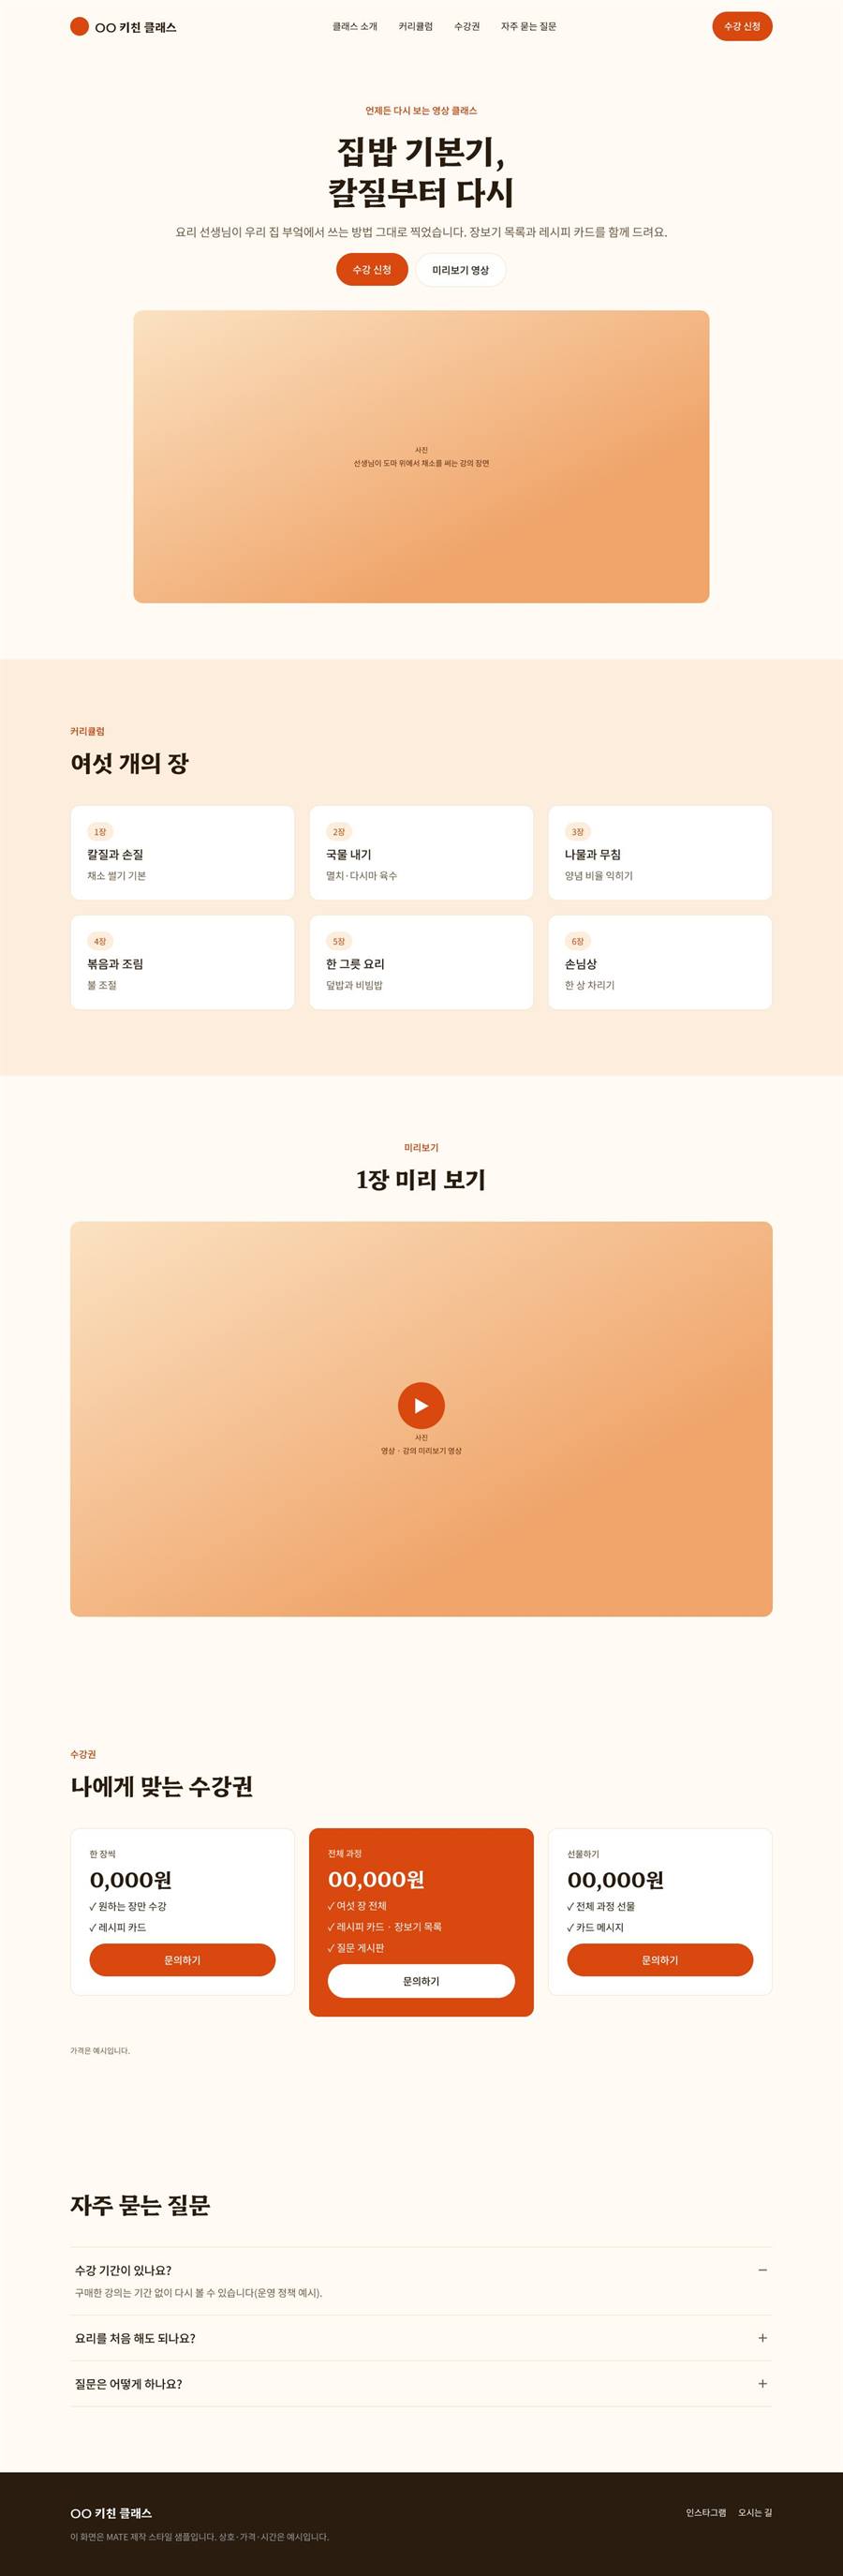 ○○ 키친 클래스
클래스 소개
커리큘럼
수강권
자주 묻는 질문
수강 신청
언제든 다시 보는 영상 클래스
집밥 기본기,
칼질부터 다시
요리 선생님이 우리 집 부엌에서 쓰는 방법 그대로 찍었습니다. 장보기 목록과 레시피 카드를 함께 드려요.
수강 신청
미리보기 영상
사진
선생님이 도마 위에서 채소를 써는 강의 장면
커리큘럼
여섯 개의 장
1장
칼질과 손질
채소 썰기 기본
2장
국물 내기
멸치·다시마 육수
3장
나물과 무침
양념 비율 익히기
4장
볶음과 조림
불 조절
5장
한 그릇 요리
덮밥과 비빔밥
6장
손님상
한 상 차리기
미리보기
1장 미리 보기
사진
영상 · 강의 미리보기 영상
수강권
나에게 맞는 수강권
한 장씩
0,000원
✓ 원하는 장만 수강
✓ 레시피 카드
문의하기
전체 과정
00,000원
✓ 여섯 장 전체
✓ 레시피 카드 · 장보기 목록
✓ 질문 게시판
문의하기
선물하기
00,000원
✓ 전체 과정 선물
✓ 카드 메시지
문의하기
가격은 예시입니다.
자주 묻는 질문
수강 기간이 있나요?
구매한 강의는 기간 없이 다시 볼 수 있습니다(운영 정책 예시).
요리를 처음 해도 되나요?
질문은 어떻게 하나요?
○○ 키친 클래스
인스타그램
오시는 길
이 화면은 MATE 제작 스타일 샘플입니다. 상호·가격·시간은 예시입니다.